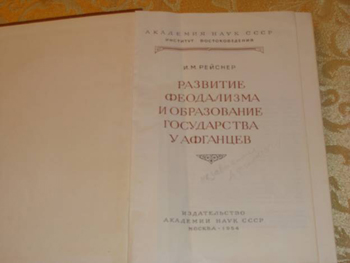 АКАДЕМИЯ НАУК СССР
ИНСТИТУТ ВОСТОКОВЕДЕНИЯ
И. М. РЕЙСНЕР
РАЗВИТИЕ
ФЕОДАЛИЗМА
И ОБРАЗОВАНИЕ
ГОСУДАРСТВА
У АФГАНЦЕВ
ИЗДАТЕЛЬСТВО
АКАДЕМИИ НАУК СССР
МОСКВА · 1954